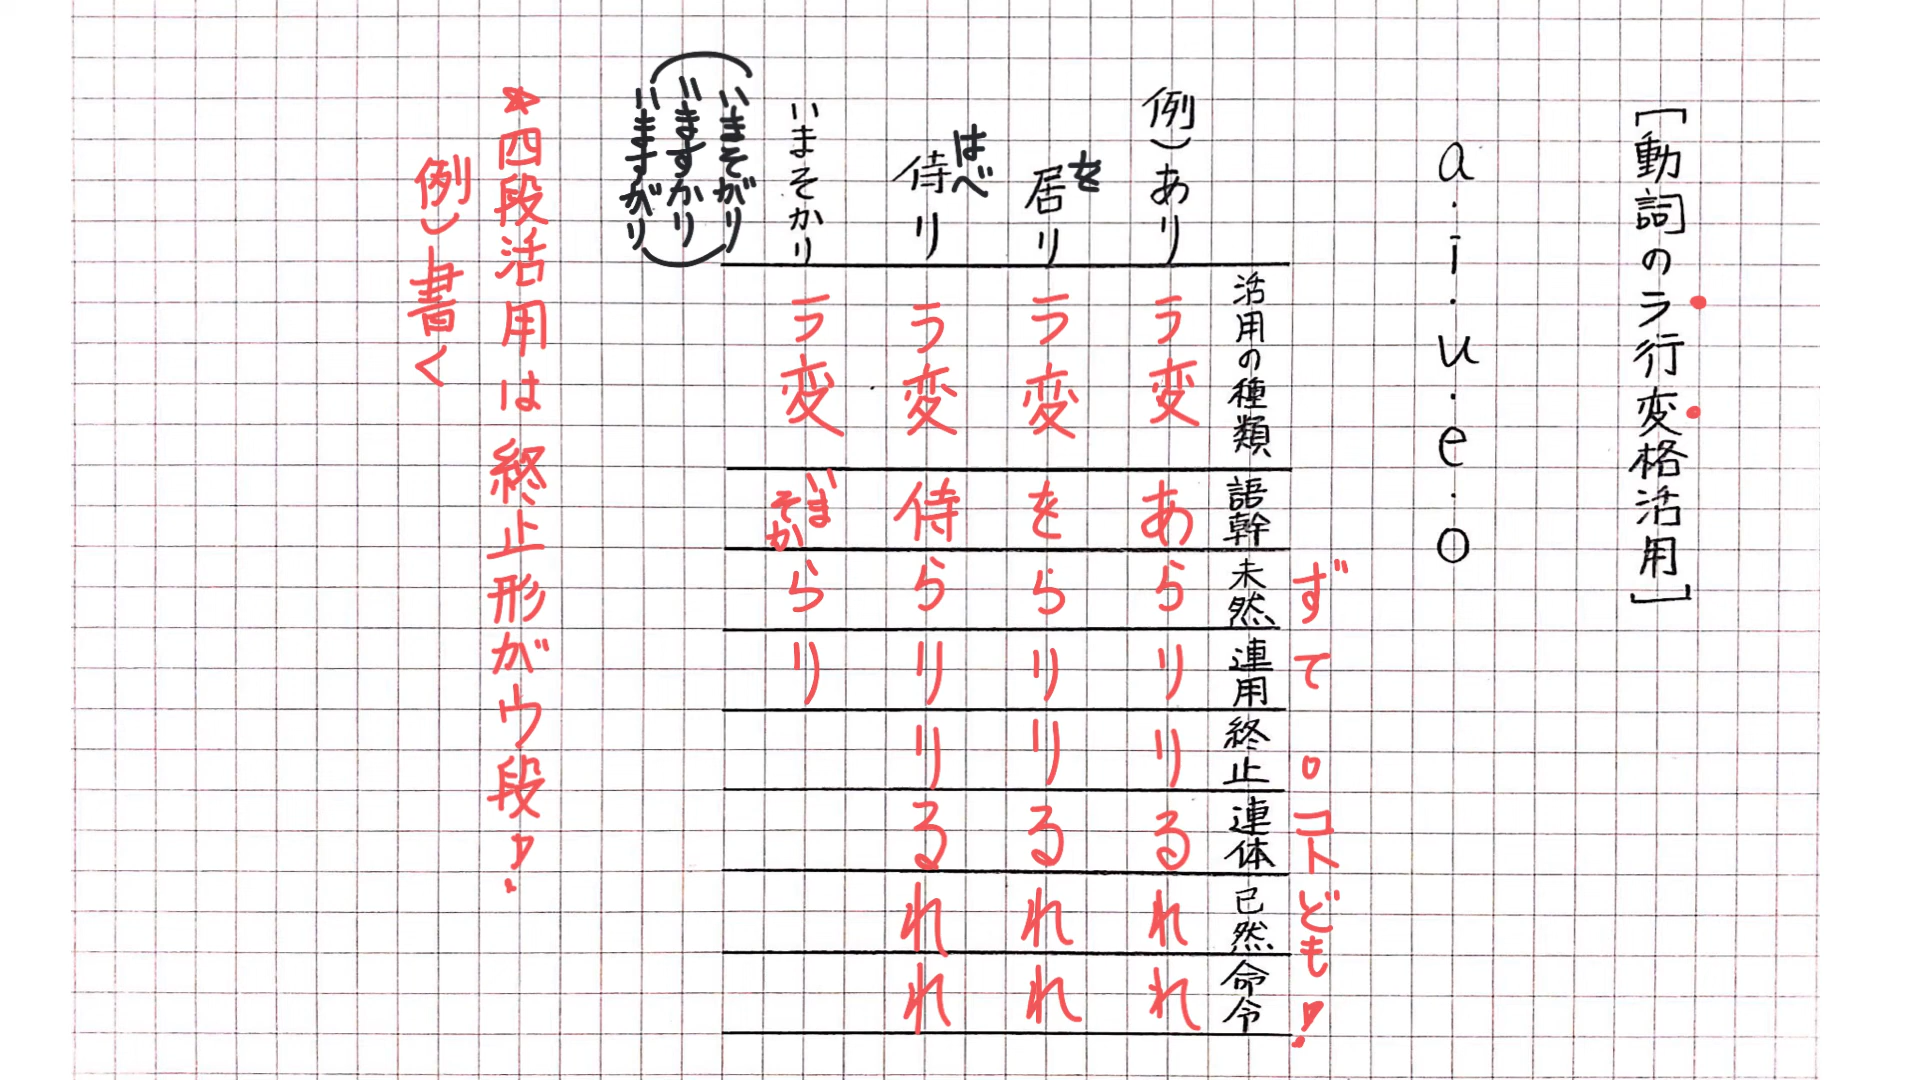 ［動詞のラ行変格活用］
a・i・u・e・o
ず て 。 コト ども !
活用の種類 語幹 未然 連用 終止 連体 已然 命令
例）あり ラ変 あ ら り り る れ れ
を
居り ラ変 を ら り り る れ れ
はべ
侍り ラ変 侍 ら り り る れ れ
いまそかり ラ変 いまそか ら り
（いまそがり
いますかり
いますがり）
☆四段活用は終止形がウ段!
例）書く